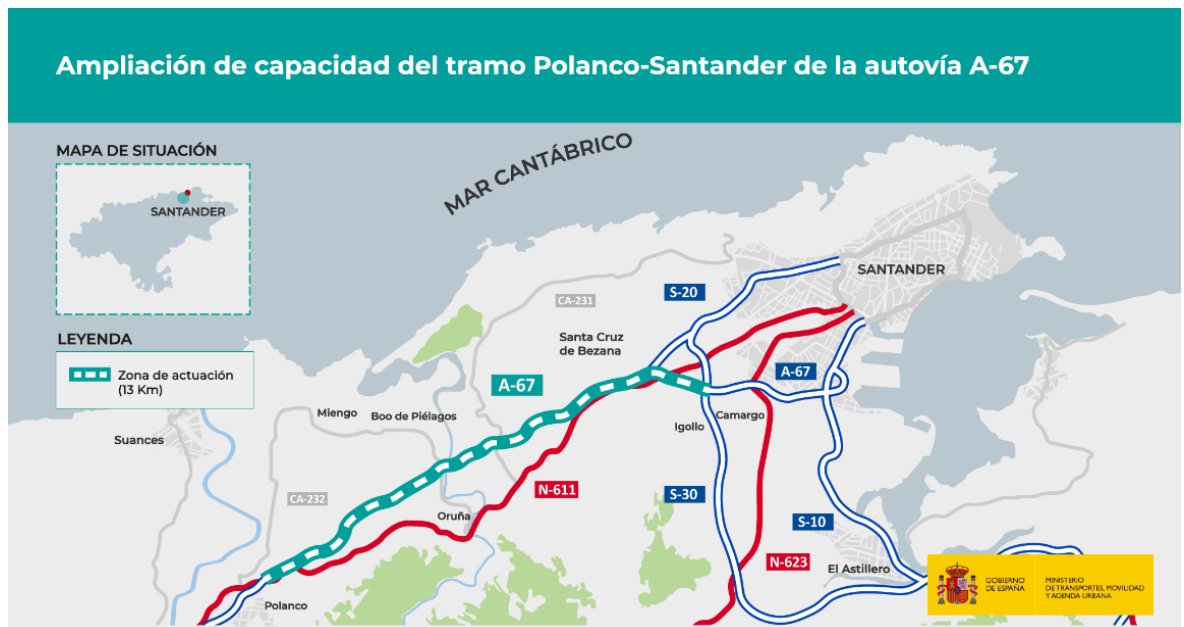 Ampliación de capacidad del tramo Polanco-Santander de la autovía A-67
MAPA DE SITUACIÓN
SANTANDER
MAR CANTÁBRICO
LEYENDA
Zona de actuación
(13 Km)
CA-231
S-20
SANTANDER
Santa Cruz
de Bezana
A-67
A-67
Miengo
Boo de Piélagos
Camargo
Igollo
Suances
CA-232
N-611
S-30
Oruña
S-10
N-623
El Astillero
Polanco
GOBIERNO
DE ESPAÑA
MINISTERIO
DE TRANSPORTES, MOVILIDAD
Y AGENDA URBANA